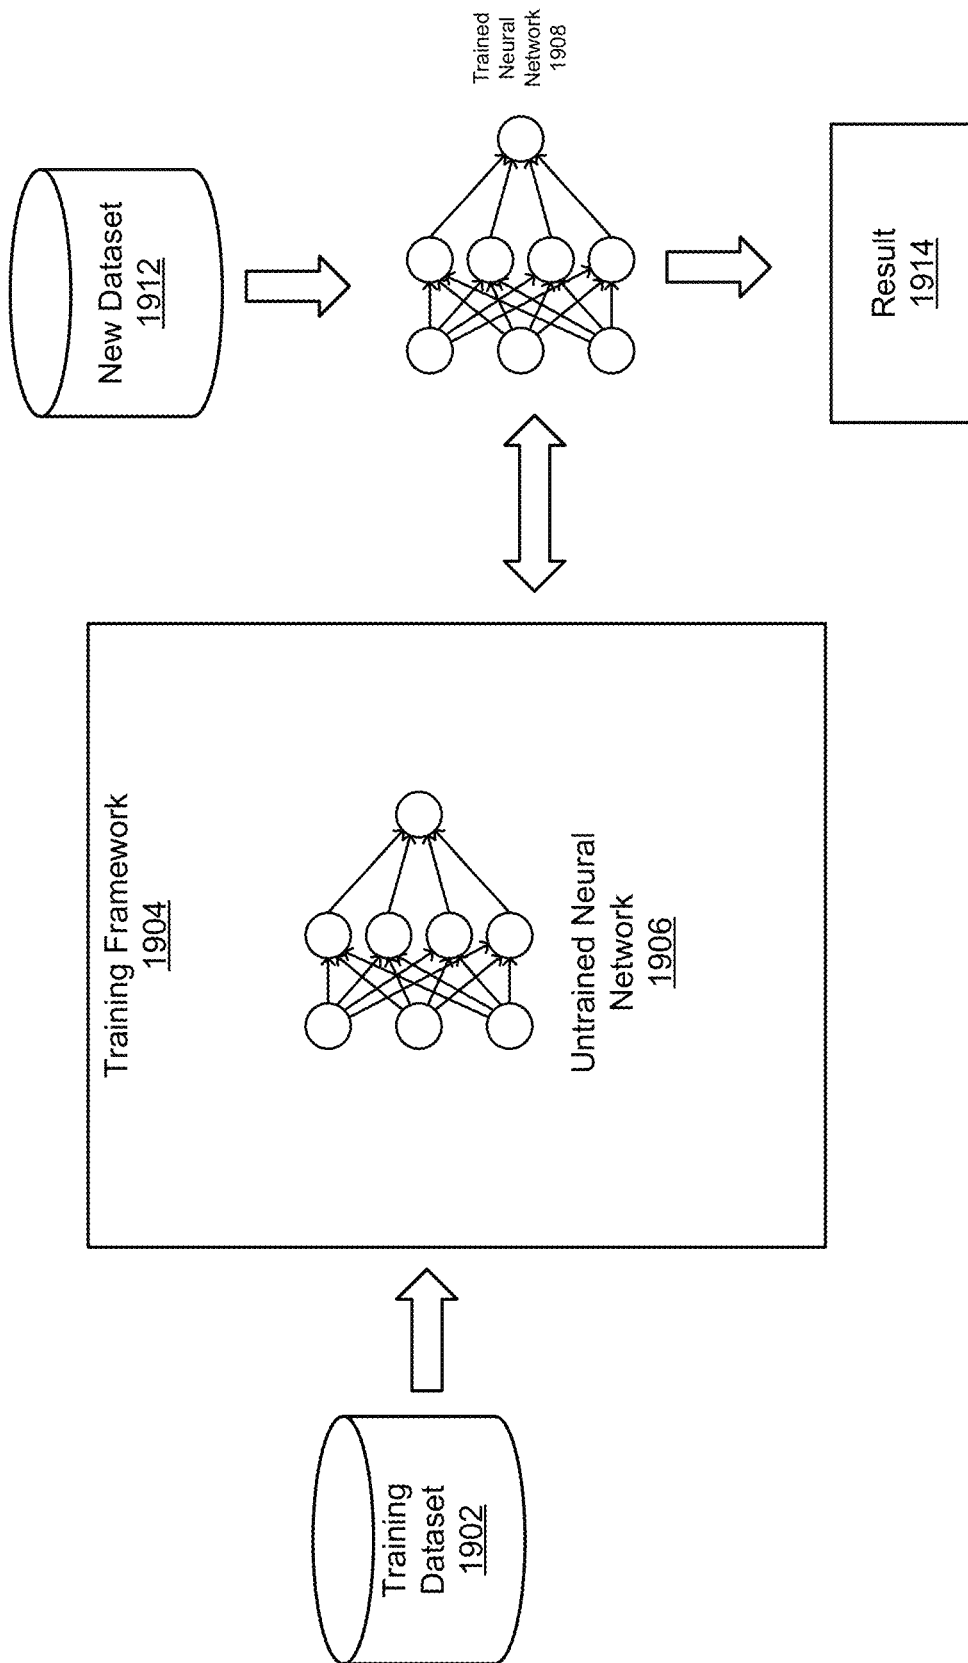 Training
Dataset
1902
Training Framework
1904
Untrained Neural
Network
1906
New Dataset
1912
Trained
Neural
Network
1908
Result
1914